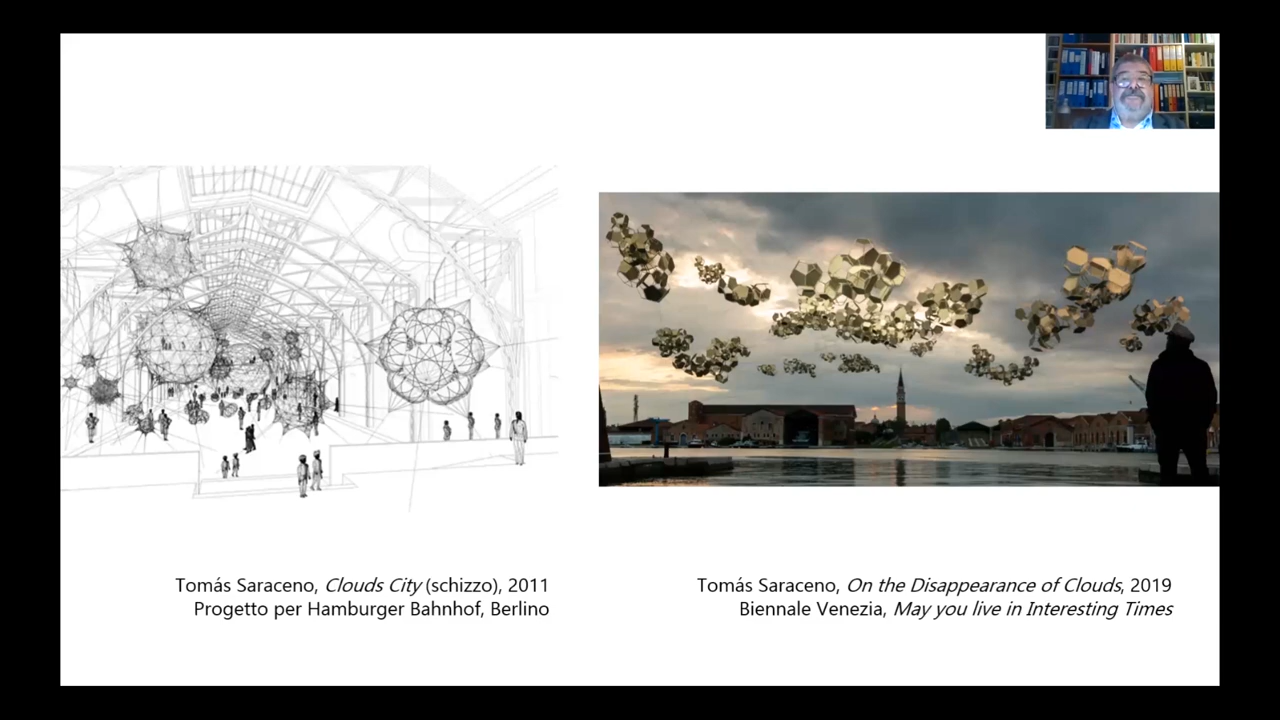 Tomás Saraceno, Clouds City (schizzo), 2011
Progetto per Hamburger Bahnhof, Berlino
Tomás Saraceno, On the Disappearance of Clouds, 2019
Biennale Venezia, May you live in Interesting Times